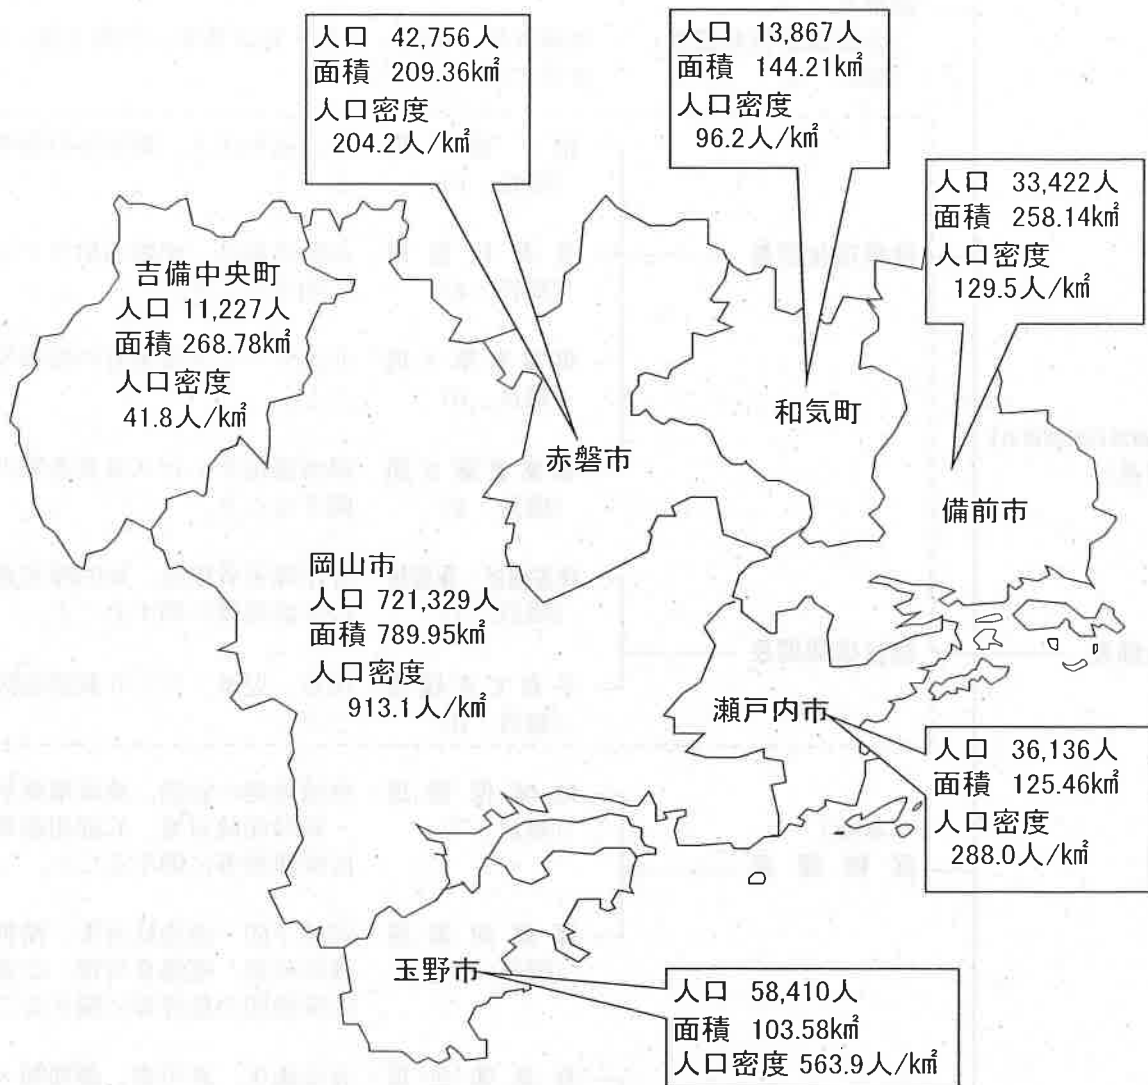 人口 42,756人
面積 209.36k㎡
人口密度
204.2人/k㎡
人口 13,867人
面積 144.21k㎡
人口密度
96.2人/k㎡
人口 33,422人
面積 258.14k㎡
人口密度
129.5人/k㎡
吉備中央町
人口 11,227人
面積 268.78k㎡
人口密度
41.8人/k㎡
和気町
赤磐市
備前市
岡山市
人口 721,329人
面積 789.95k㎡
人口密度
913.1人/k㎡
瀬戸内市
人口 36,136人
面積 125.46k㎡
人口密度
288.0人/k㎡
玉野市
人口 58,410人
面積 103.58k㎡
人口密度 563.9人/k㎡